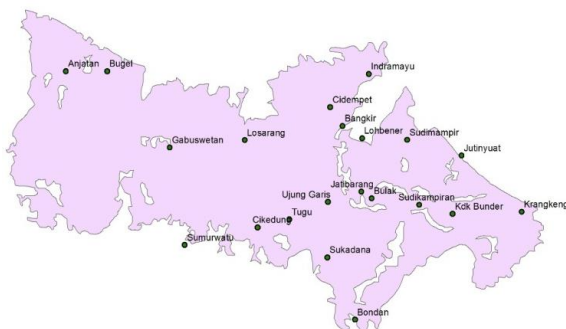 Anjatan
Bugel
Indramayu
Cidempet
Bangkir
Losarang
Lohbener
Sudimampir
Gabuswetan
Jutinyuat
Jatibarang
Bulak
Ujung Garis
Sudikampiran
Kdk Bunder
Krangkeng
Tugu
Cikedung
Sumurwatu
Sukadana
Bondan